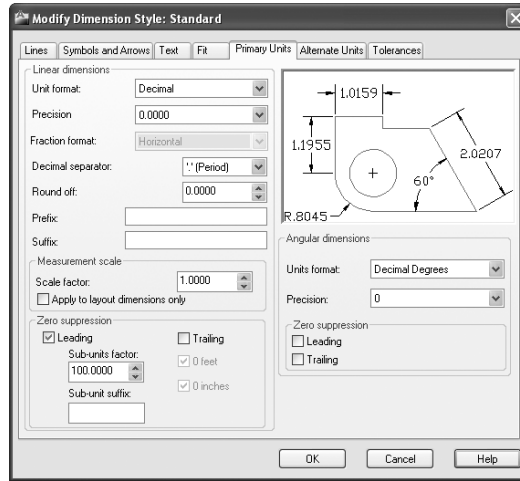 Modify Dimension Style: Standard
Lines
Symbols and Arrows
Text
Fit
Primary Units
Alternate Units
Tolerances
Linear dimensions
Unit format:
Decimal
Precision
0.0000
Fraction format:
Horizontal
Decimal separator:
'.' (Period)
Round off:
0.0000
Prefix:
Suffix:
Measurement scale
Scale factor:
1.0000
Apply to layout dimensions only
Zero suppression
Leading
Trailing
Sub-units factor:
100.0000
0 feet
0 inches
Sub-unit suffix:
1.0159
1.1955
2.0207
60°
R.8045
Angular dimensions
Units format:
Decimal Degrees
Precision:
0
Zero suppression
Leading
Trailing
OK
Cancel
Help